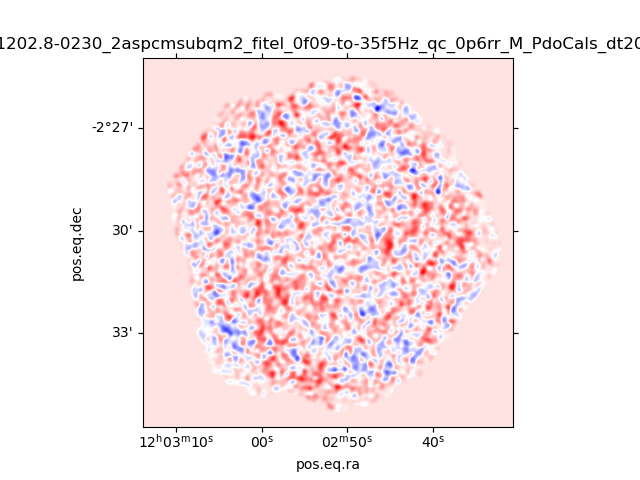 1202.8-0230_2aspcmsubqm2_fitel_0f09-to-35f5Hz_qc_0p6rr_M_PdoCals_dt20
-2°27'
30'
33'
pos.eq.dec
12ʰ03ᵐ10ˢ 00ˢ 02ᵐ50ˢ 40ˢ
pos.eq.ra